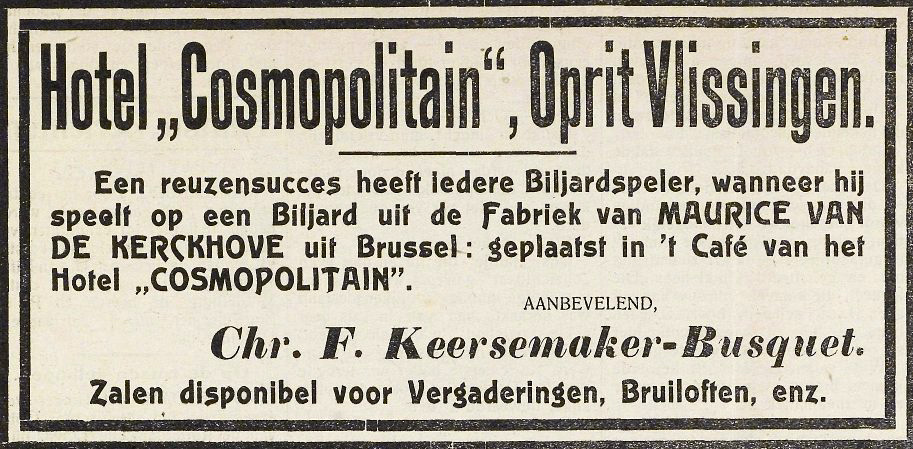 Hotel „Cosmopolitain“, Oprit Vlissingen.
Een reuzensucces heeft iedere Biljardspeler, wanneer hij
speelt op een Biljard uit de Fabriek van MAURICE VAN
DE KERCKHOVE uit Brussel: geplaatst in 't Café van het
Hotel „COSMOPOLITAIN”.
AANBEVELEND,
Chr. F. Keersemaker-Busquet.
Zalen disponibel voor Vergaderingen, Bruiloften, enz.